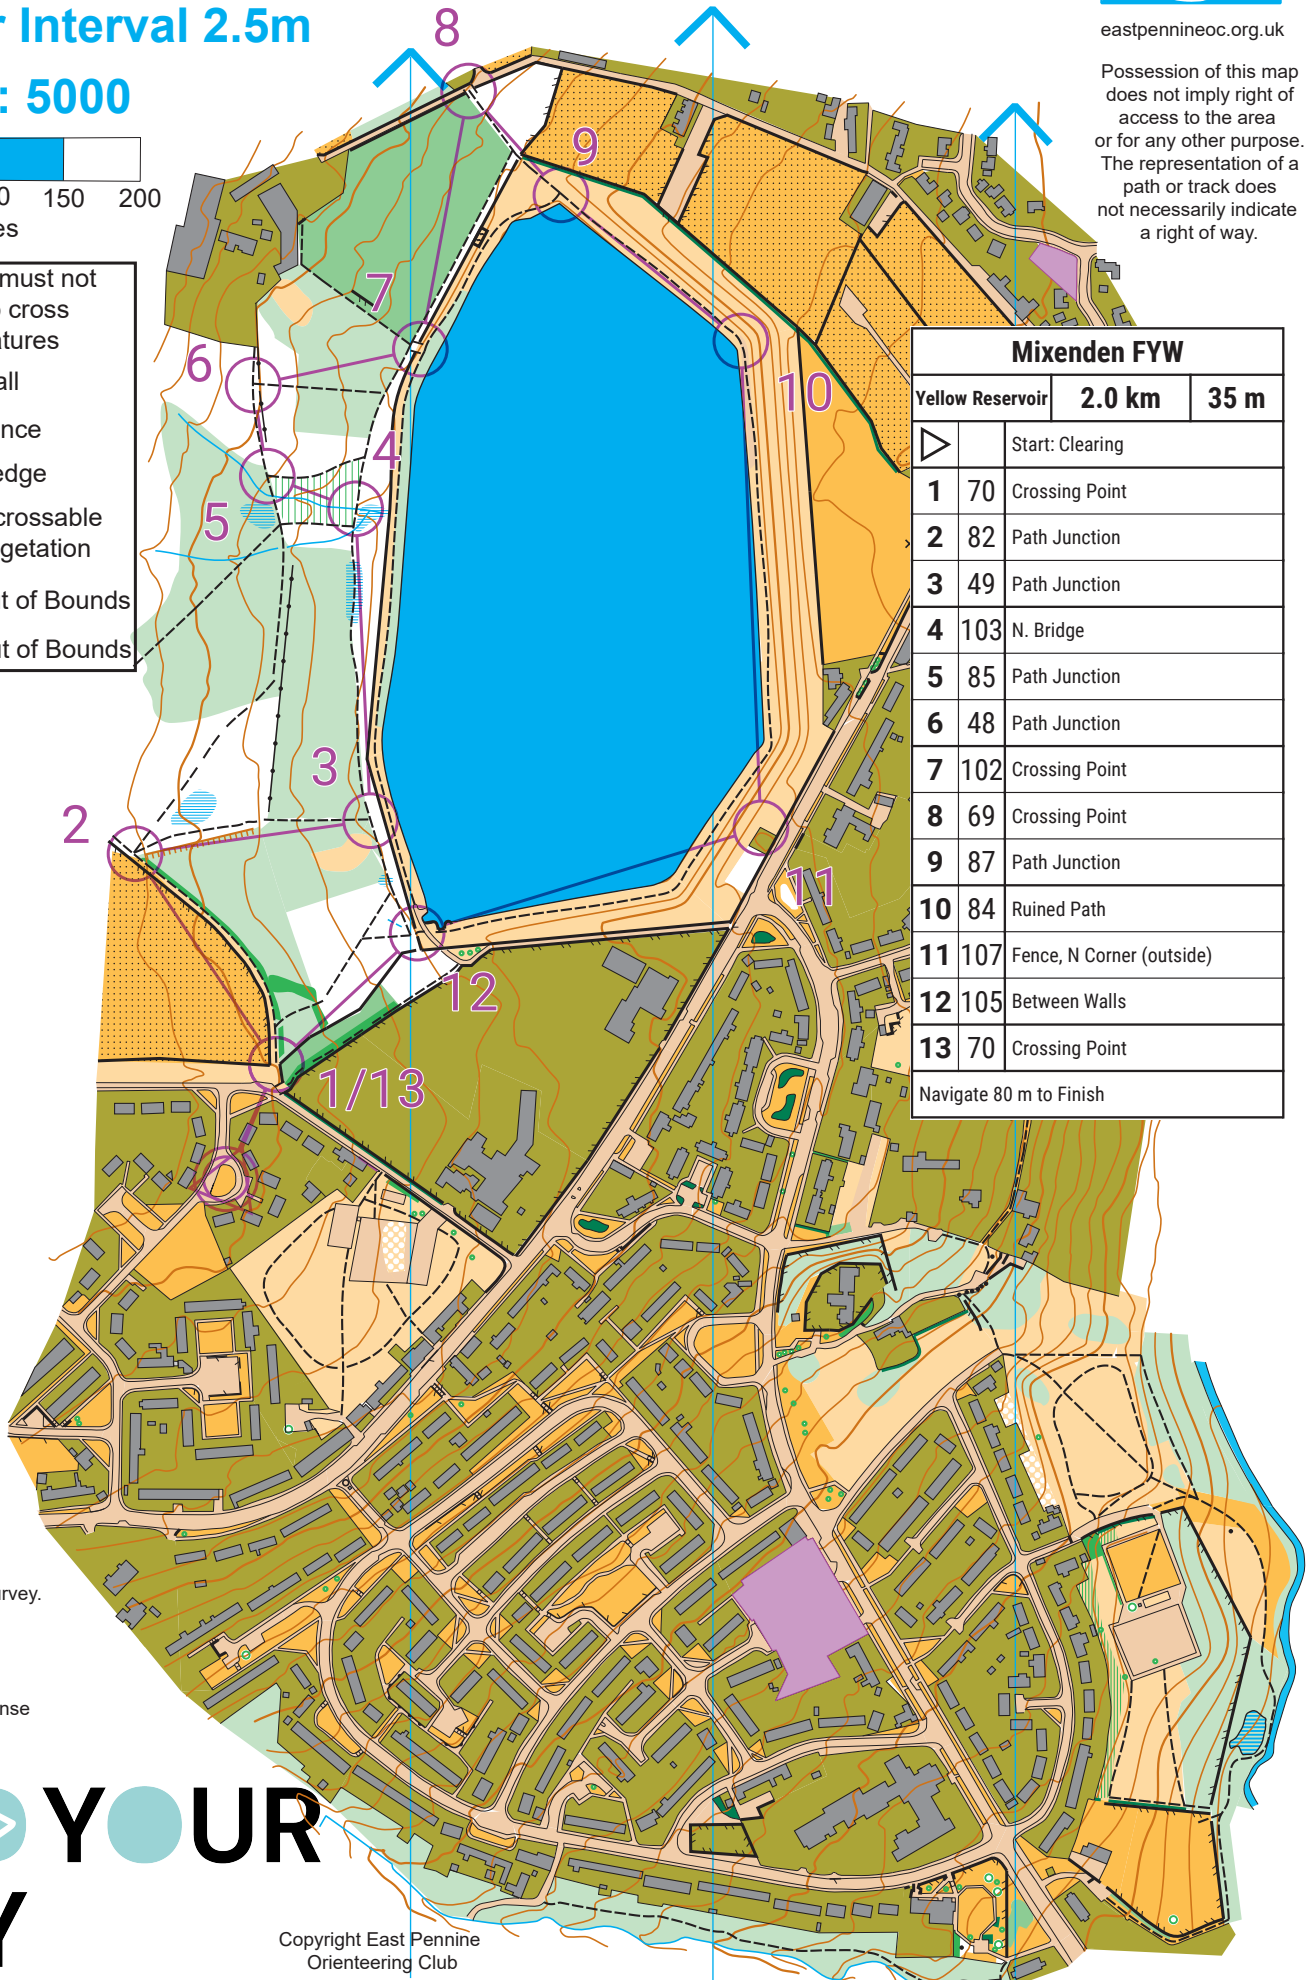 r Interval 2.5m
: 5000
0 150 200
es
must not
cross
atures
all
nce
edge
crossable
getation
t of Bounds
ut of Bounds
eastpennineoc.org.uk
Possession of this map
does not imply right of
access to the area
or for any other purpose.
The representation of a
path or track does
not necessarily indicate
a right of way.
8
9
7
6
10
4
5
3
2
11
12
1/13
Mixenden FYW
Yellow Reservoir 2.0 km 35 m
Start: Clearing
1 70 Crossing Point
2 82 Path Junction
3 49 Path Junction
4 103 N. Bridge
5 85 Path Junction
6 48 Path Junction
7 102 Crossing Point
8 69 Crossing Point
9 87 Path Junction
10 84 Ruined Path
11 107 Fence, N Corner (outside)
12 105 Between Walls
13 70 Crossing Point
Navigate 80 m to Finish
urvey.
nse
YOUR
Y
Copyright East Pennine
Orienteering Club